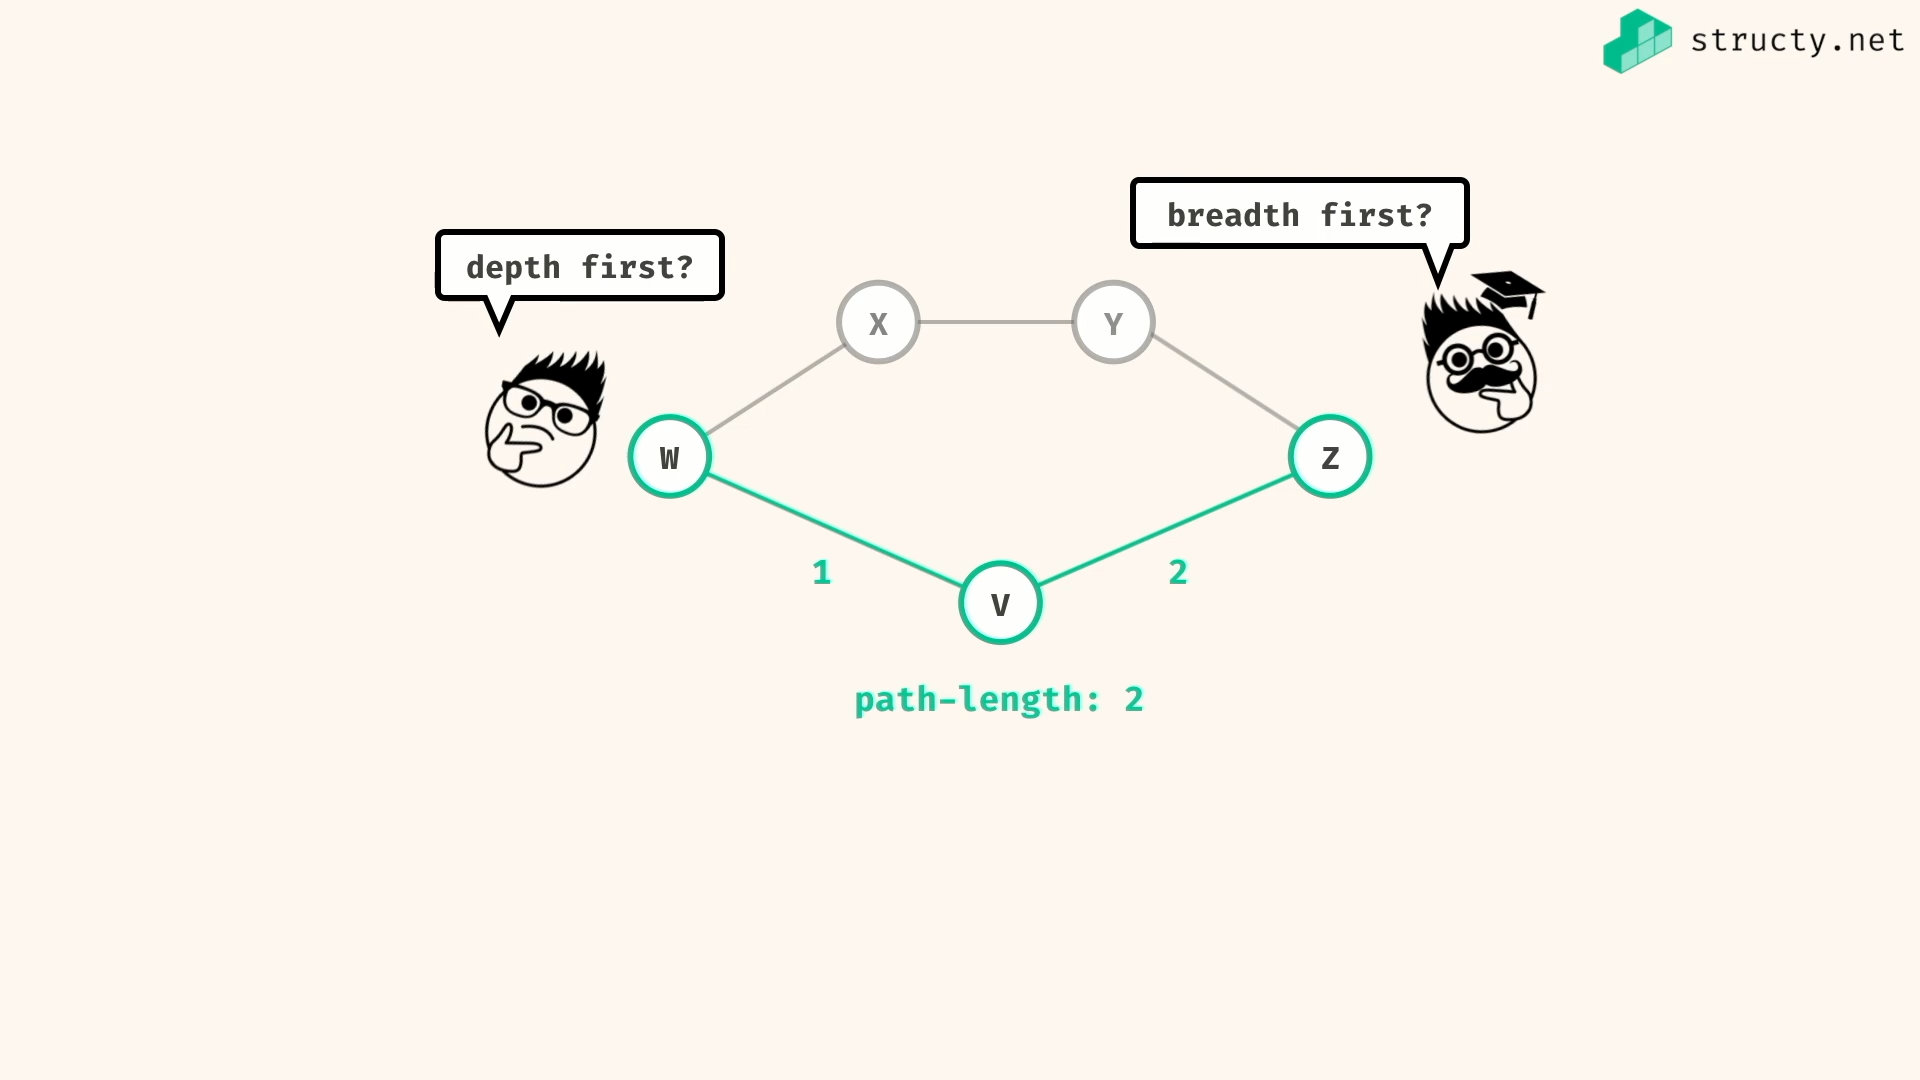 structy.net
breadth first?
depth first?
X
Y
W
Z
1
2
V
path-length: 2